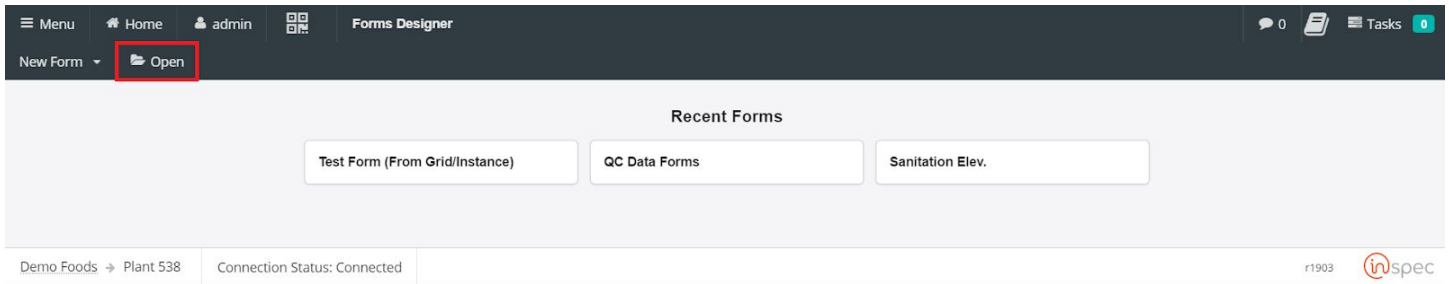 Menu Home admin Forms Designer 0 Tasks 0
New Form Open
Recent Forms
Test Form (From Grid/Instance) QC Data Forms Sanitation Elev.
Demo Foods → Plant 538 Connection Status: Connected r1903 inspec